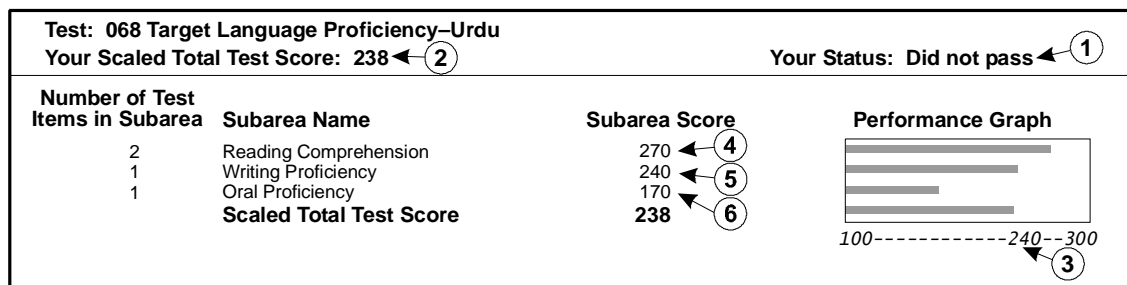 Test: 068 Target Language Proficiency–Urdu
Your Scaled Total Test Score: 238 2 Your Status: Did not pass 1
Number of Test
Items in Subarea Subarea Name Subarea Score Performance Graph
2 Reading Comprehension 270 4
1 Writing Proficiency 240 5
1 Oral Proficiency 170 6
Scaled Total Test Score 238
100-------------240--300
3